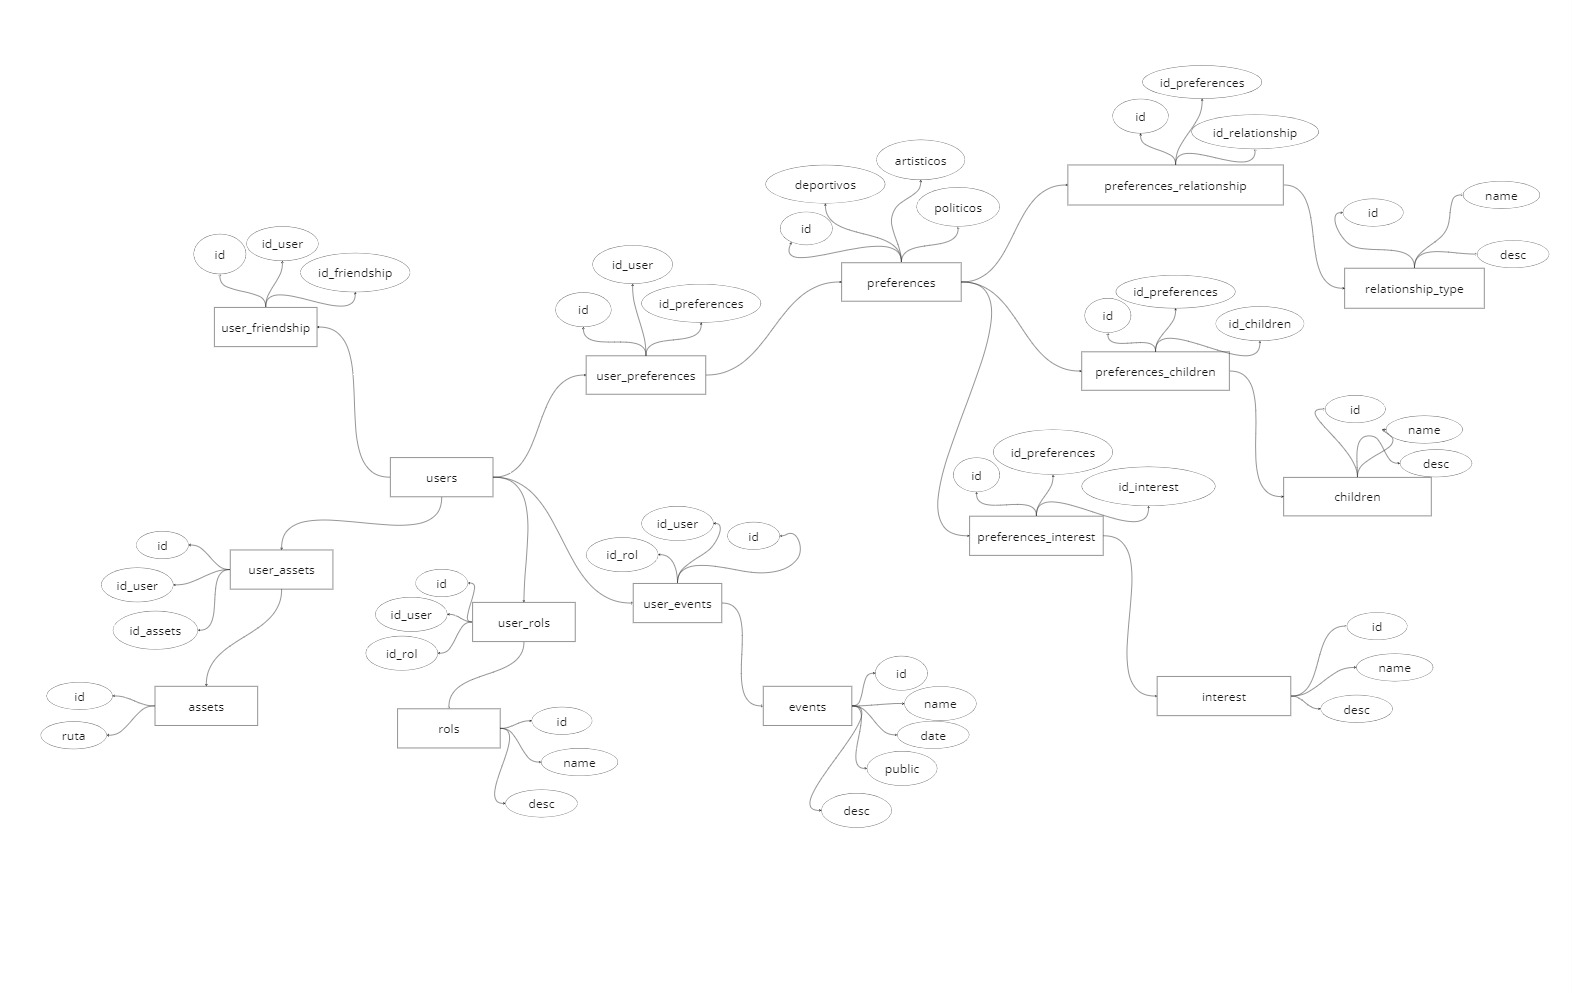 id_preferences
id
id_relationship
preferences_relationship
artisticos
deportivos
politicos
id
preferences
name
id
desc
relationship_type
id_user
id
id_friendship
user_friendship
id_user
id_preferences
id
user_preferences
id_preferences
id
id_children
preferences_children
id
name
desc
children
users
id_preferences
id
id_interest
preferences_interest
id
id_user
id_assets
user_assets
id_user
id
id_rol
user_events
id
id_user
id_rol
user_rols
id
name
desc
interest
id
ruta
assets
rols
id
name
desc
events
id
name
date
public
desc